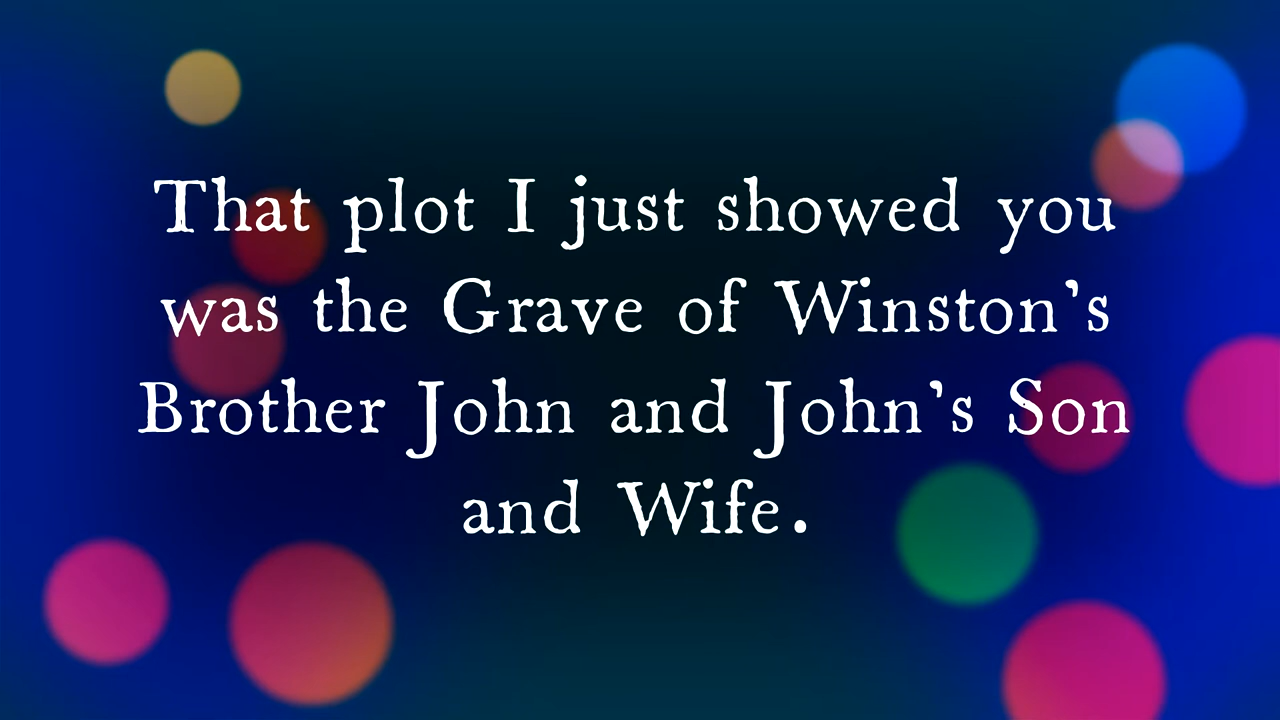 That plot I just showed you
was the Grave of Winston's
Brother John and John's Son
and Wife.